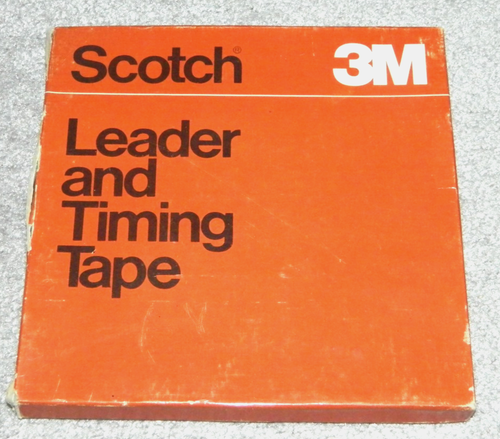 Scotch® 3M
Leader
and
Timing
Tape